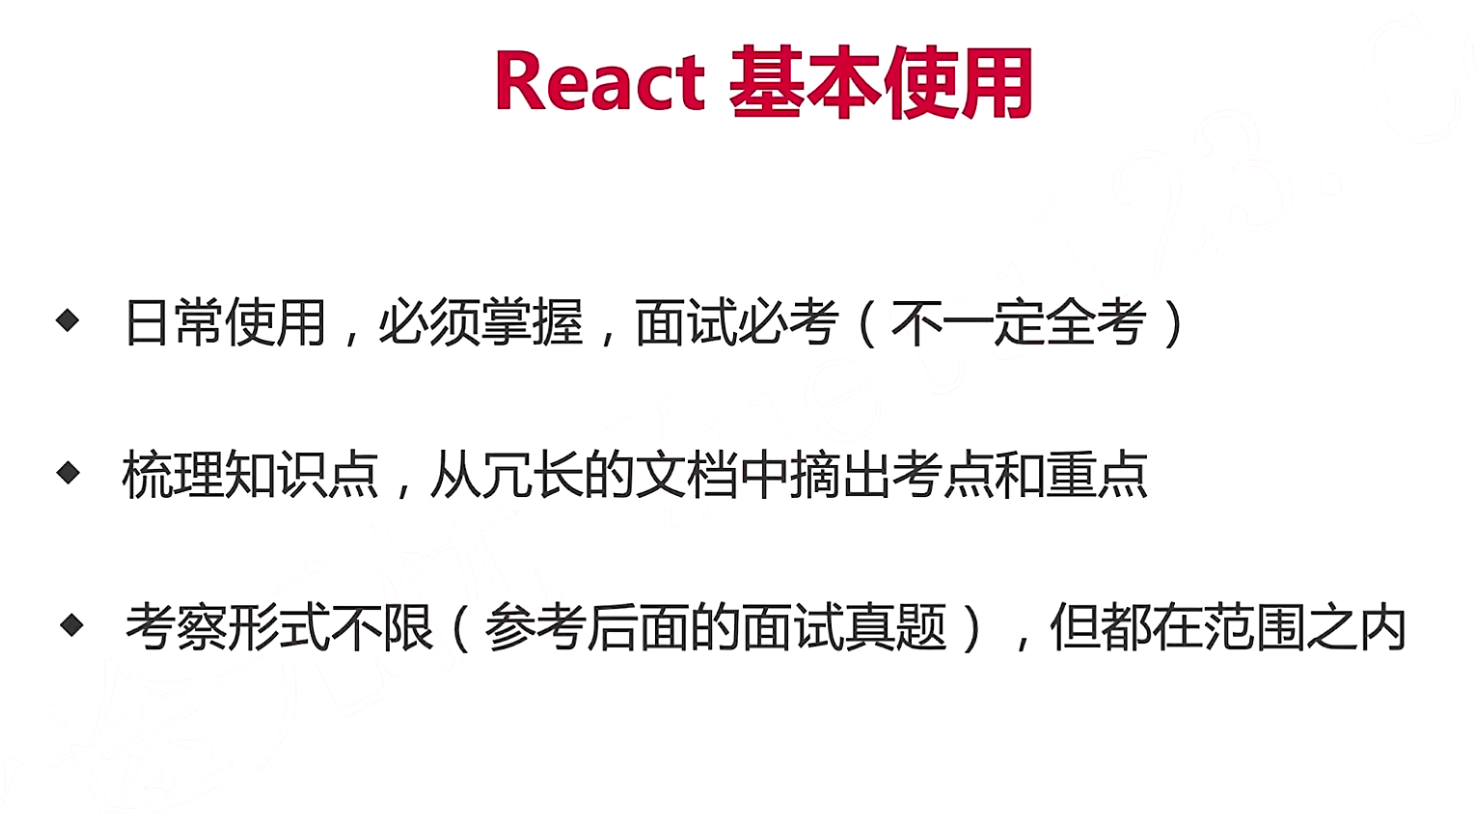 React 基本使用
◆ 日常使用，必须掌握，面试必考（不一定全考）
◆ 梳理知识点，从冗长的文档中摘出考点和重点
◆ 考察形式不限（参考后面的面试真题），但都在范围之内